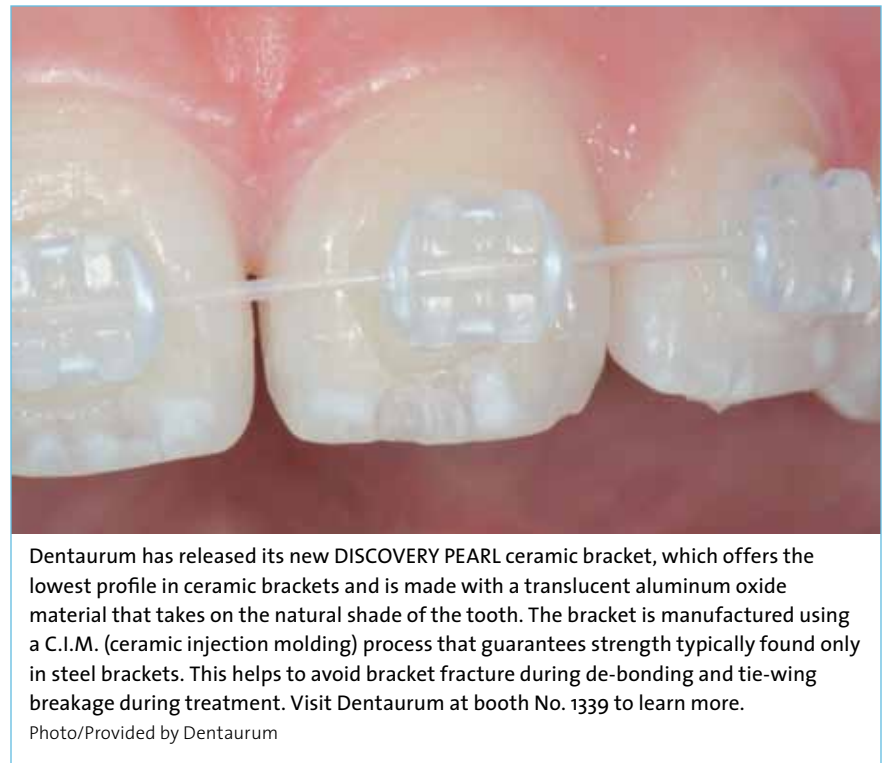 Dentaurum has released its new DISCOVERY PEARL ceramic bracket, which offers the
lowest profile in ceramic brackets and is made with a translucent aluminum oxide
material that takes on the natural shade of the tooth. The bracket is manufactured using
a C.I.M. (ceramic injection molding) process that guarantees strength typically found only
in steel brackets. This helps to avoid bracket fracture during de-bonding and tie-wing
breakage during treatment. Visit Dentaurum at booth No. 1339 to learn more.
Photo/Provided by Dentaurum